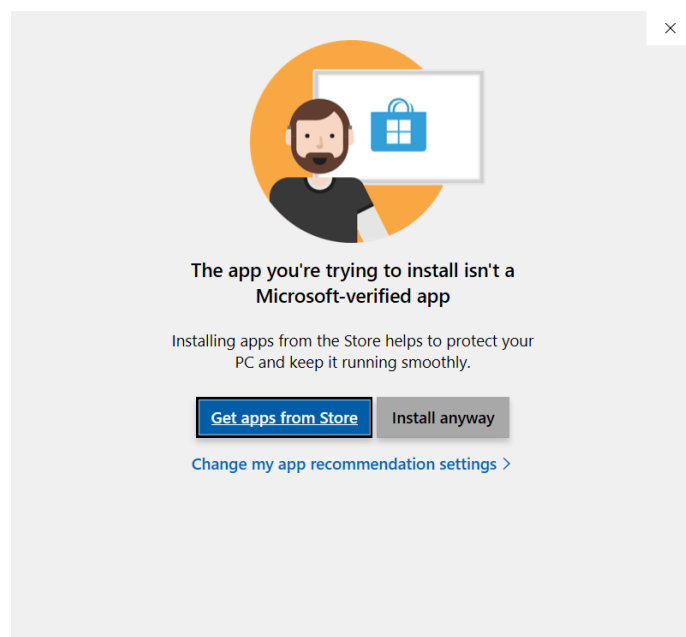 The app you're trying to install isn't a
Microsoft-verified app
Installing apps from the Store helps to protect your
PC and keep it running smoothly.
Get apps from Store
Install anyway
Change my app recommendation settings